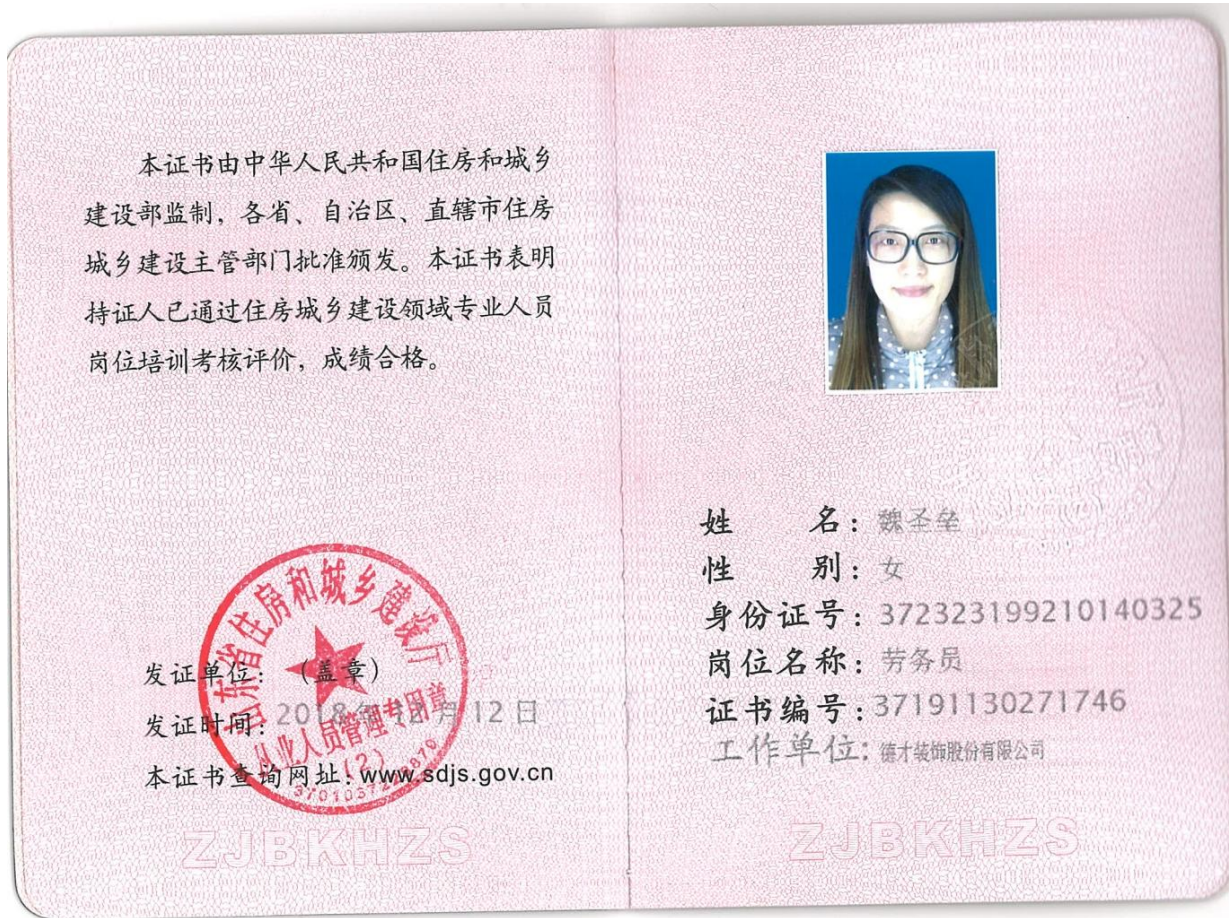 本证书由中华人民共和国住房和城乡
建设部监制，各省、自治区、直辖市住房
城乡建设主管部门批准颁发。本证书表明
持证人已通过住房城乡建设领域专业人员
岗位培训考核评价，成绩合格。
山东省住房和城乡建设厅
从业人员管理专用章
(2)
发证单位：（盖章）
发证时间：2018年12月12日
本证书查询网址：www.sdjs.gov.cn
ZJBKHZS
姓 名：魏圣垒
性 别：女
身份证号：372323199210140325
岗位名称：劳务员
证书编号：37191130271746
工作单位：德才装饰股份有限公司
ZJBKHZS